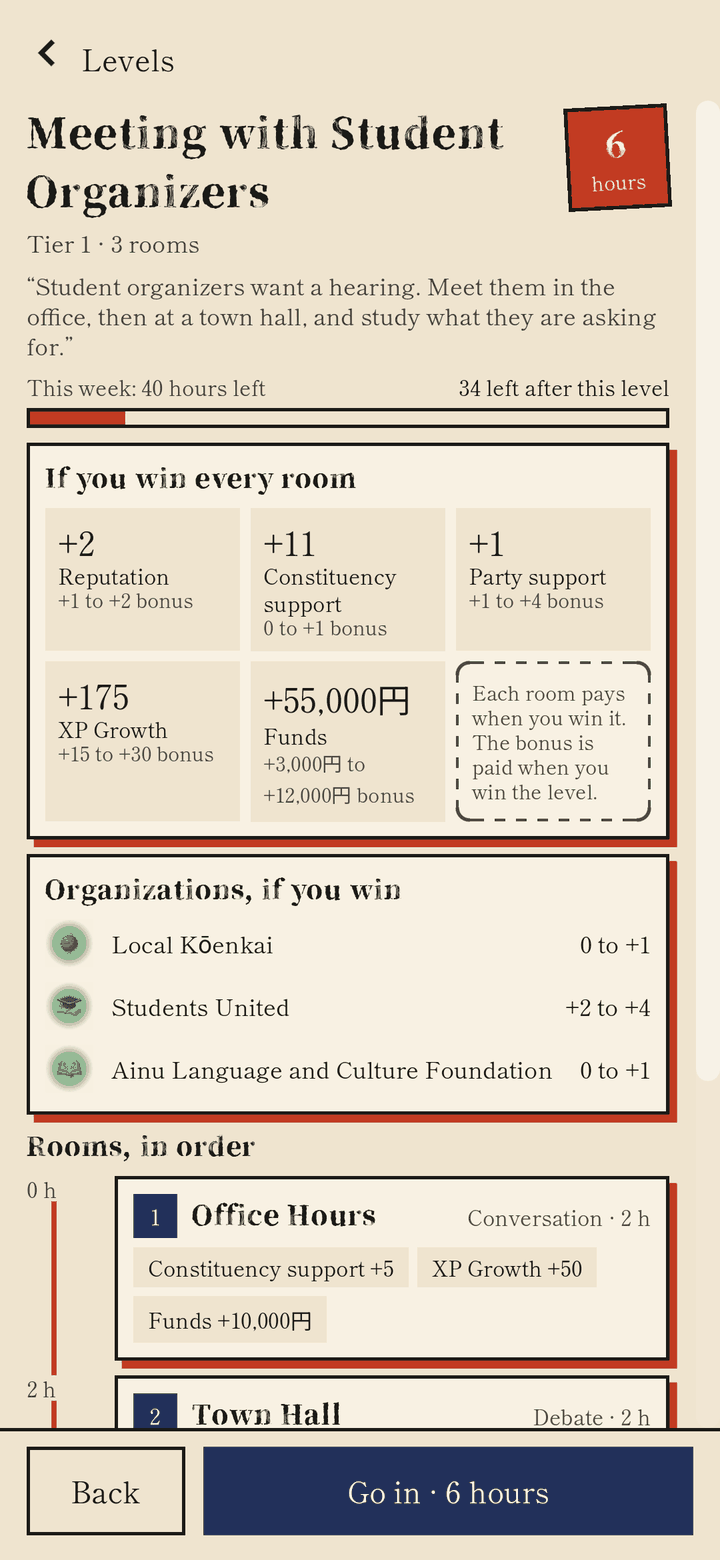 Levels
Meeting with Student
Organizers
6
hours
Tier 1 · 3 rooms
“Student organizers want a hearing. Meet them in the
office, then at a town hall, and study what they are asking
for.”
This week: 40 hours left
34 left after this level
If you win every room
+2
Reputation
+1 to +2 bonus
+11
Constituency
support
0 to +1 bonus
+1
Party support
+1 to +4 bonus
+175
XP Growth
+15 to +30 bonus
+55,000円
Funds
+3,000円 to
+12,000円 bonus
Each room pays
when you win it.
The bonus is
paid when you
win the level.
Organizations, if you win
Local Kōenkai 0 to +1
Students United +2 to +4
Ainu Language and Culture Foundation 0 to +1
Rooms, in order
0 h
1 Office Hours Conversation · 2 h
Constituency support +5 XP Growth +50
Funds +10,000円
2 h
2 Town Hall Debate · 2 h
Back Go in · 6 hours